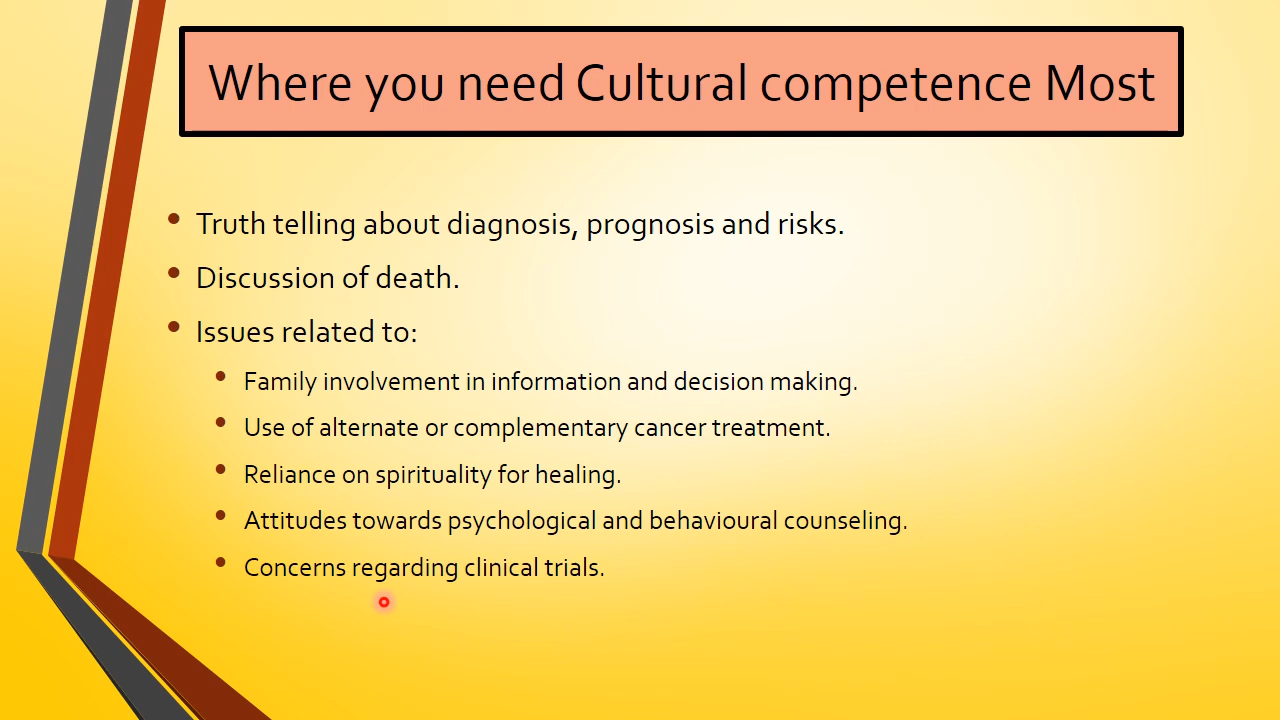 Where you need Cultural competence Most
• Truth telling about diagnosis, prognosis and risks.
• Discussion of death.
• Issues related to:
• Family involvement in information and decision making.
• Use of alternate or complementary cancer treatment.
• Reliance on spirituality for healing.
• Attitudes towards psychological and behavioural counseling.
• Concerns regarding clinical trials.